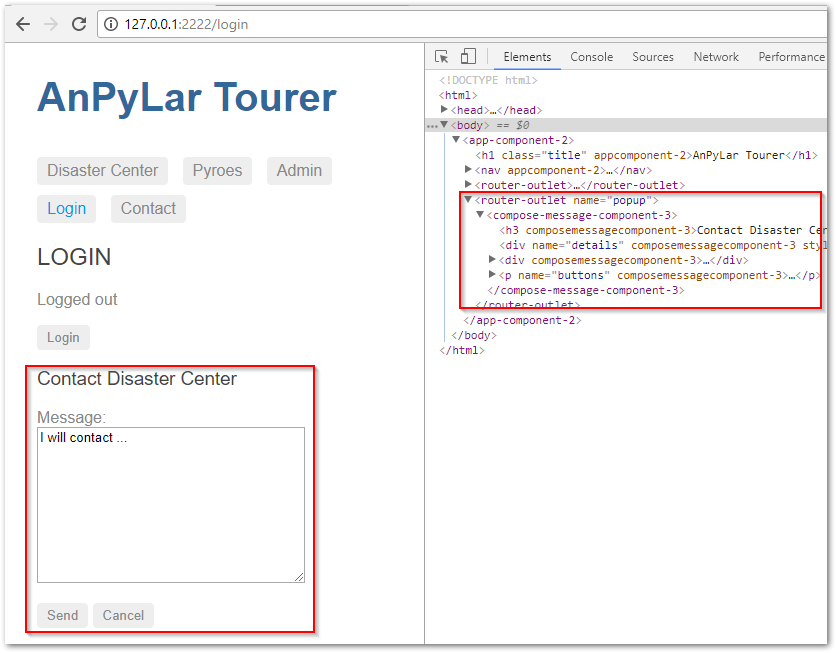 127.0.0.1:2222/login
AnPyLar Tourer
Disaster Center Pyroes Admin
Login Contact
LOGIN
Logged out
Login
Contact Disaster Center
Message:
I will contact ...
Send Cancel
Elements Console Sources Network Performance
<!DOCTYPE html>
<html>
<head>…</head>
<body> == $0
<app-component-2>
<h1 class="title" appcomponent-2>AnPyLar Tourer</h1>
<nav appcomponent-2>…</nav>
<router-outlet>…</router-outlet>
<router-outlet name="popup">
<compose-message-component-3>
<h3 composemessagecomponent-3>Contact Disaster Cen
<div name="details" composemessagecomponent-3 styl
<div composemessagecomponent-3>…</div>
<p name="buttons" composemessagecomponent-3>…</p>
</compose-message-component-3>
</router-outlet>
</app-component-2>
</body>
</html>